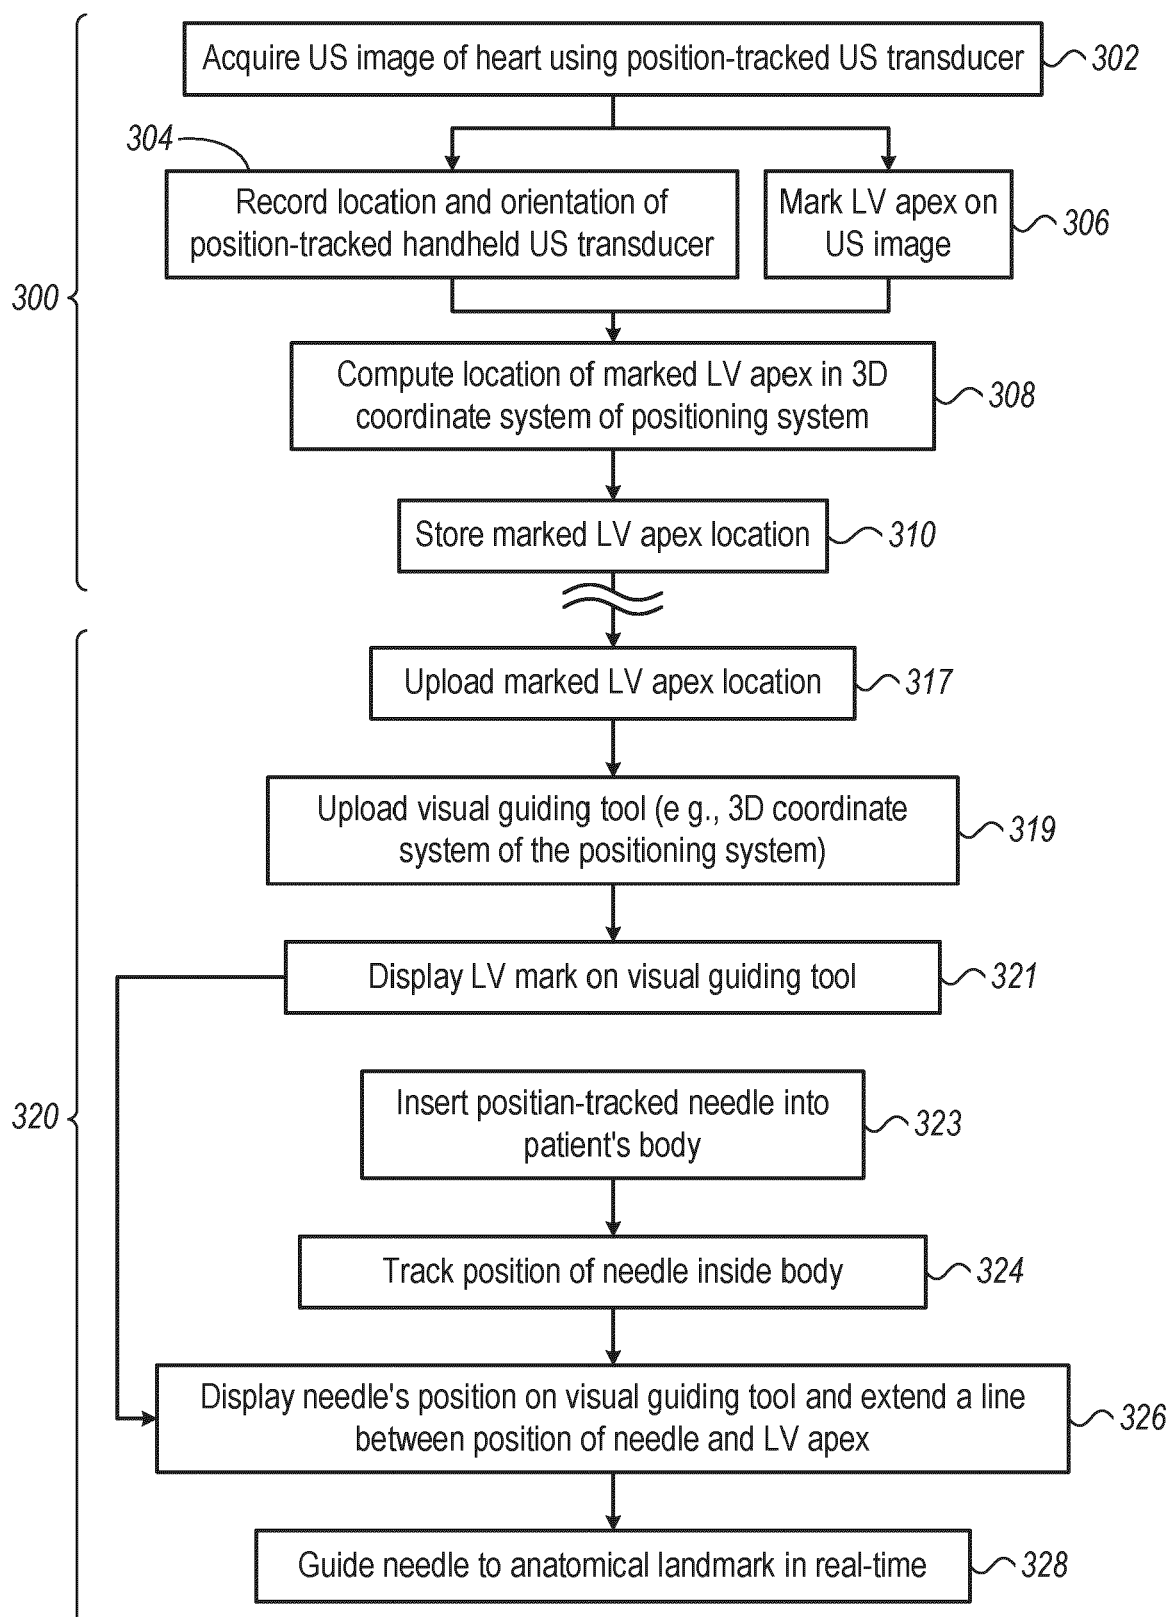 Acquire US image of heart using position-tracked US transducer
302
304
Record location and orientation of
position-tracked handheld US transducer
Mark LV apex on
US image
306
300
Compute location of marked LV apex in 3D
coordinate system of positioning system
308
Store marked LV apex location
310
Upload marked LV apex location
317
Upload visual guiding tool (e g., 3D coordinate
system of the positioning system)
319
Display LV mark on visual guiding tool
321
320
Insert positian-tracked needle into
patient's body
323
Track position of needle inside body
324
Display needle's position on visual guiding tool and extend a line
between position of needle and LV apex
326
Guide needle to anatomical landmark in real-time
328